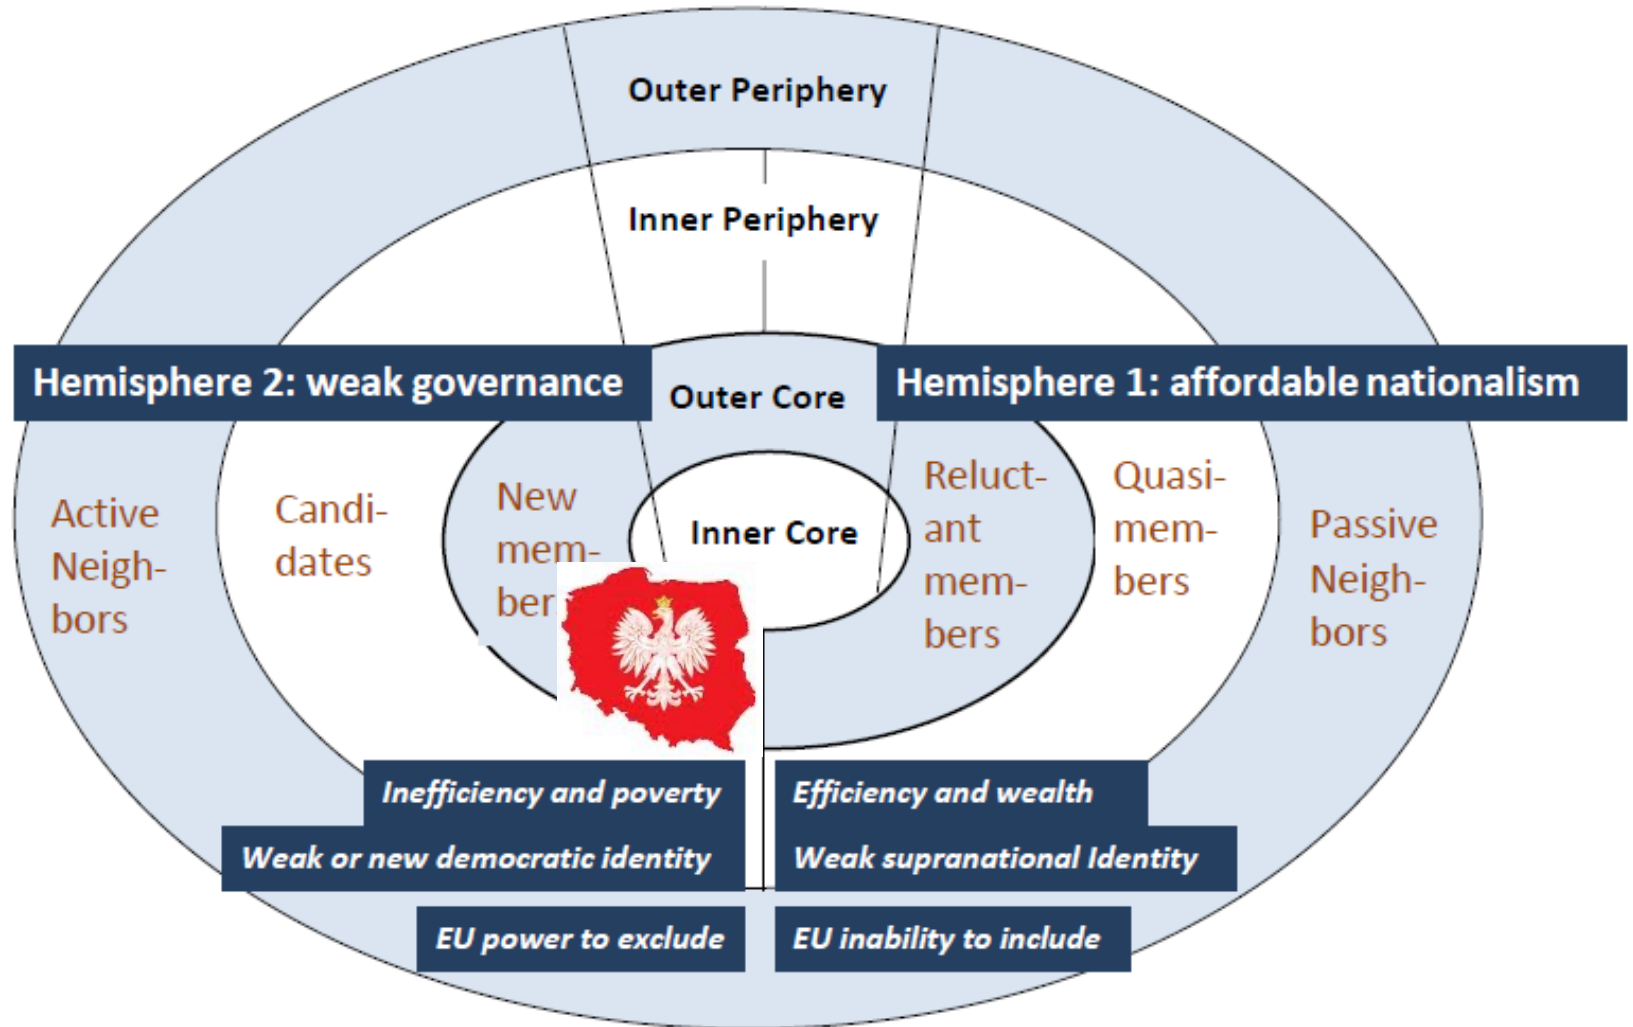 Outer Periphery
Inner Periphery
Hemisphere 2: weak governance
Outer Core
Hemisphere 1: affordable nationalism
Active
Neigh-
bors
Candi-
dates
New
mem-
ber
Inner Core
Reluct-
ant
mem-
bers
Quasi-
mem-
bers
Passive
Neigh-
bors
Inefficiency and poverty
Efficiency and wealth
Weak or new democratic identity
Weak supranational Identity
EU power to exclude
EU inability to include